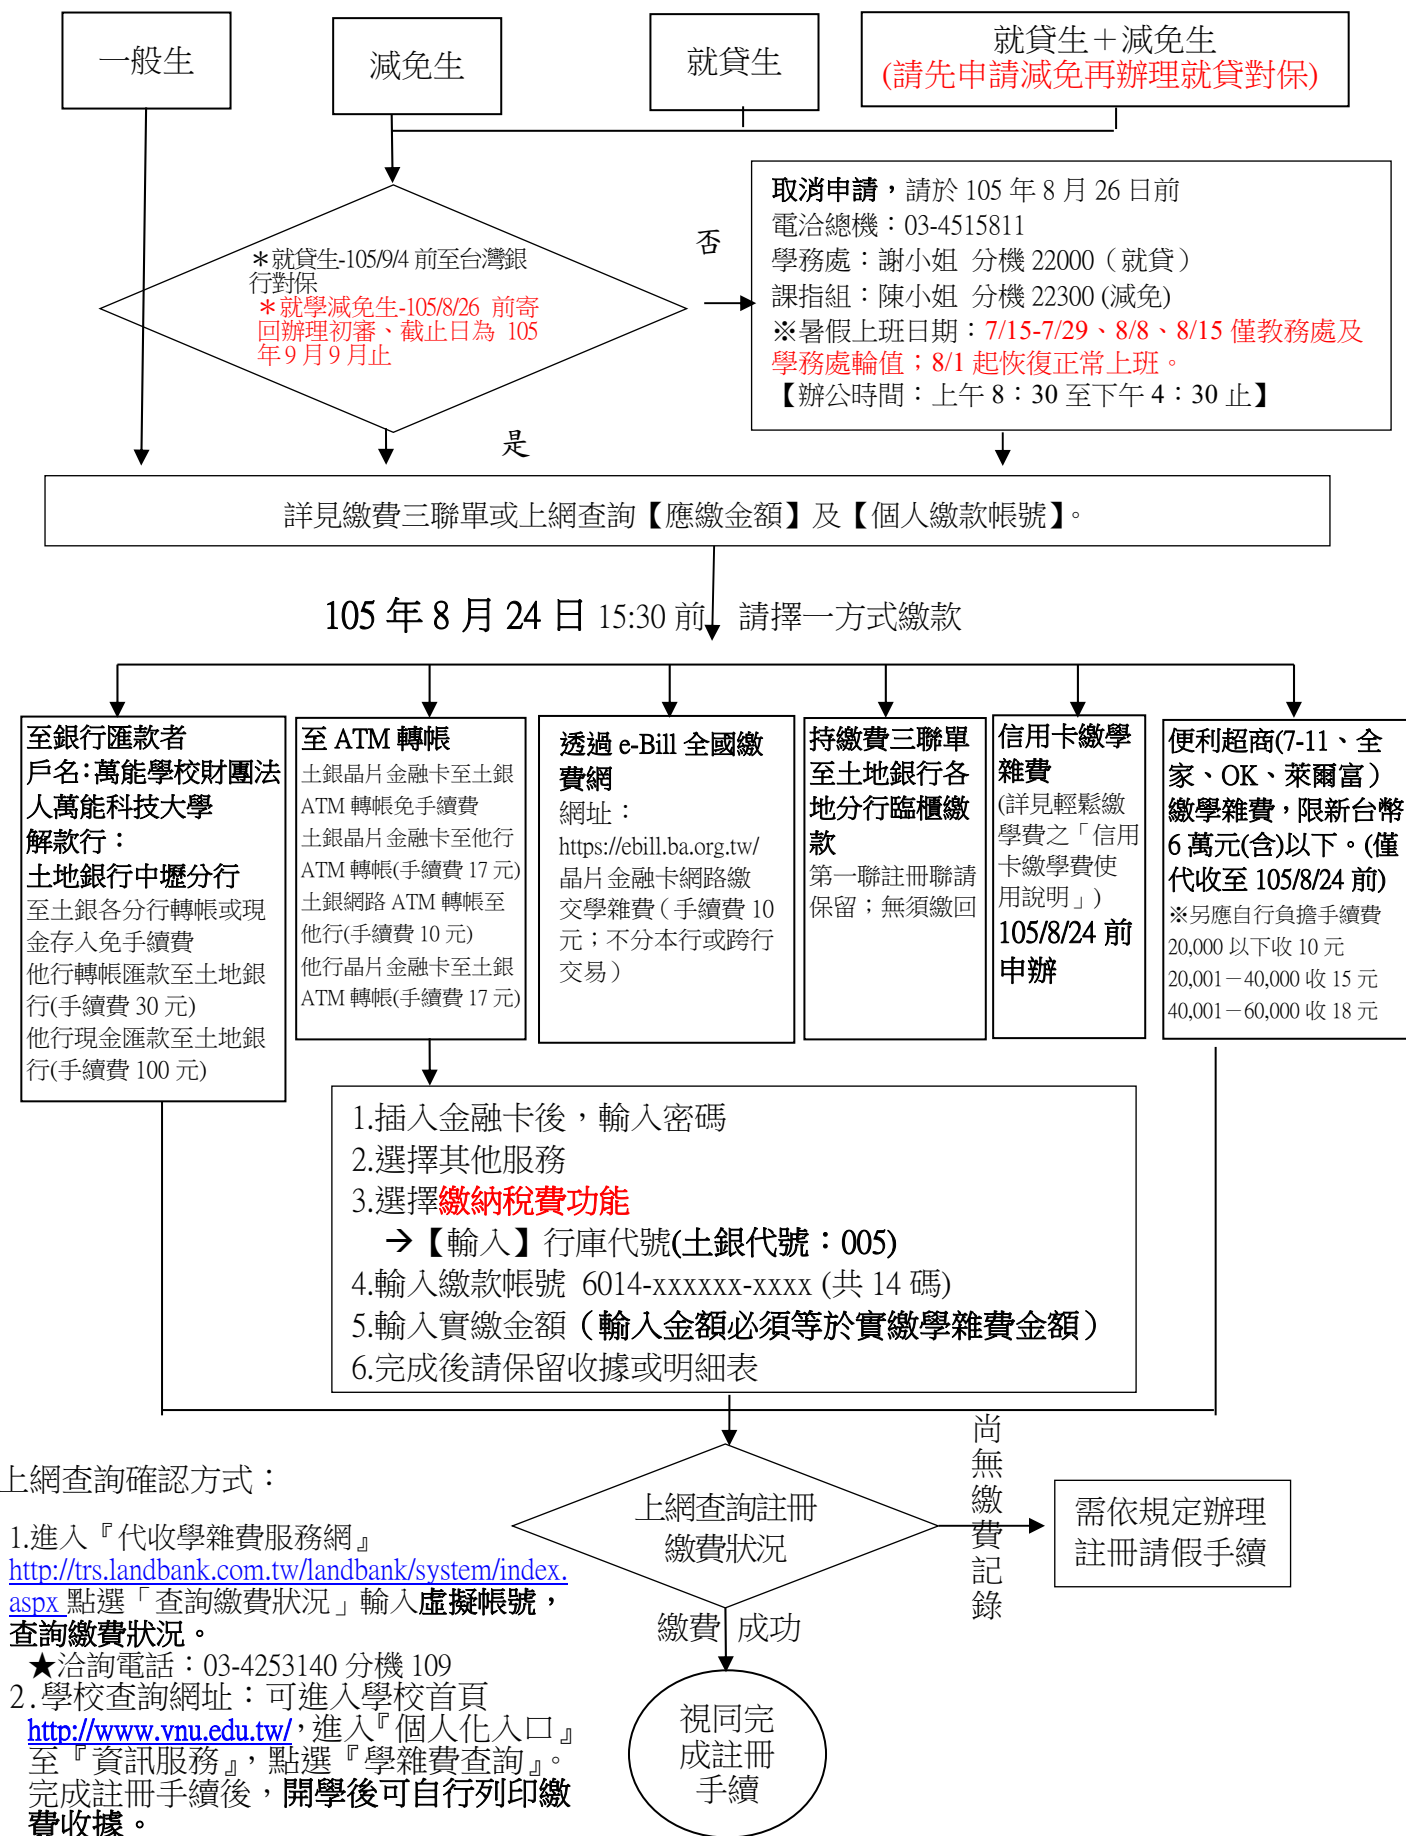 一般生
減免生
就貸生
就貸生＋減免生
(請先申請減免再辦理就貸對保)
＊就貸生-105/9/4 前至台灣銀
行對保
＊就學減免生-105/8/26 前寄
回辦理初審、截止日為 105
年 9 月 9 月止
否
是
取消申請，請於 105 年 8 月 26 日前
電洽總機：03-4515811
學務處：謝小姐 分機 22000（就貸）
課指組：陳小姐 分機 22300 (減免)
※暑假上班日期：7/15-7/29、8/8、8/15 僅教務處及
學務處輪值；8/1 起恢復正常上班。
【辦公時間：上午 8：30 至下午 4：30 止】
詳見繳費三聯單或上網查詢【應繳金額】及【個人繳款帳號】。
105 年 8 月 24 日 15:30 前 請擇一方式繳款
至銀行匯款者
戶名：萬能學校財團法
人萬能科技大學
解款行：
土地銀行中壢分行
至土銀各分行轉帳或現
金存入免手續費
他行轉帳匯款至土地銀
行(手續費 30 元)
他行現金匯款至土地銀
行(手續費 100 元)
至 ATM 轉帳
土銀晶片金融卡至土銀
ATM 轉帳免手續費
土銀晶片金融卡至他行
ATM 轉帳(手續費 17 元)
土銀網路 ATM 轉帳至
他行(手續費 10 元)
他行晶片金融卡至土銀
ATM 轉帳(手續費 17 元)
透過 e-Bill 全國繳
費網
網址：
https://ebill.ba.org.tw/
晶片金融卡網路繳
交學雜費（手續費 10
元；不分本行或跨行
交易）
持繳費三聯單
至土地銀行各
地分行臨櫃繳
款
第一聯註冊聯請
保留；無須繳回
信用卡繳學
雜費
(詳見輕鬆繳
學費之「信用
卡繳學費使
用說明」)
105/8/24 前
申辦
便利超商(7-11、全
家、OK、萊爾富）
繳學雜費，限新台幣
6 萬元(含)以下。(僅
代收至 105/8/24 前)
※另應自行負擔手續費
20,000 以下收 10 元
20,001－40,000 收 15 元
40,001－60,000 收 18 元
1.插入金融卡後，輸入密碼
2.選擇其他服務
3.選擇繳納稅費功能
→【輸入】行庫代號(土銀代號：005)
4.輸入繳款帳號 6014-xxxxxx-xxxx (共 14 碼)
5.輸入實繳金額（輸入金額必須等於實繳學雜費金額）
6.完成後請保留收據或明細表
上網查詢註冊
繳費狀況
尚無繳費記錄
需依規定辦理
註冊請假手續
繳費 成功
視同完
成註冊
手續
上網查詢確認方式：
1.進入『代收學雜費服務網』
http://trs.landbank.com.tw/landbank/system/index.
aspx 點選「查詢繳費狀況」輸入虛擬帳號，
查詢繳費狀況。
★洽詢電話：03-4253140 分機 109
2.學校查詢網址：可進入學校首頁
http://www.vnu.edu.tw/，進入『個人化入口』
至『資訊服務』，點選『學雜費查詢』。
完成註冊手續後，開學後可自行列印繳
費收據。